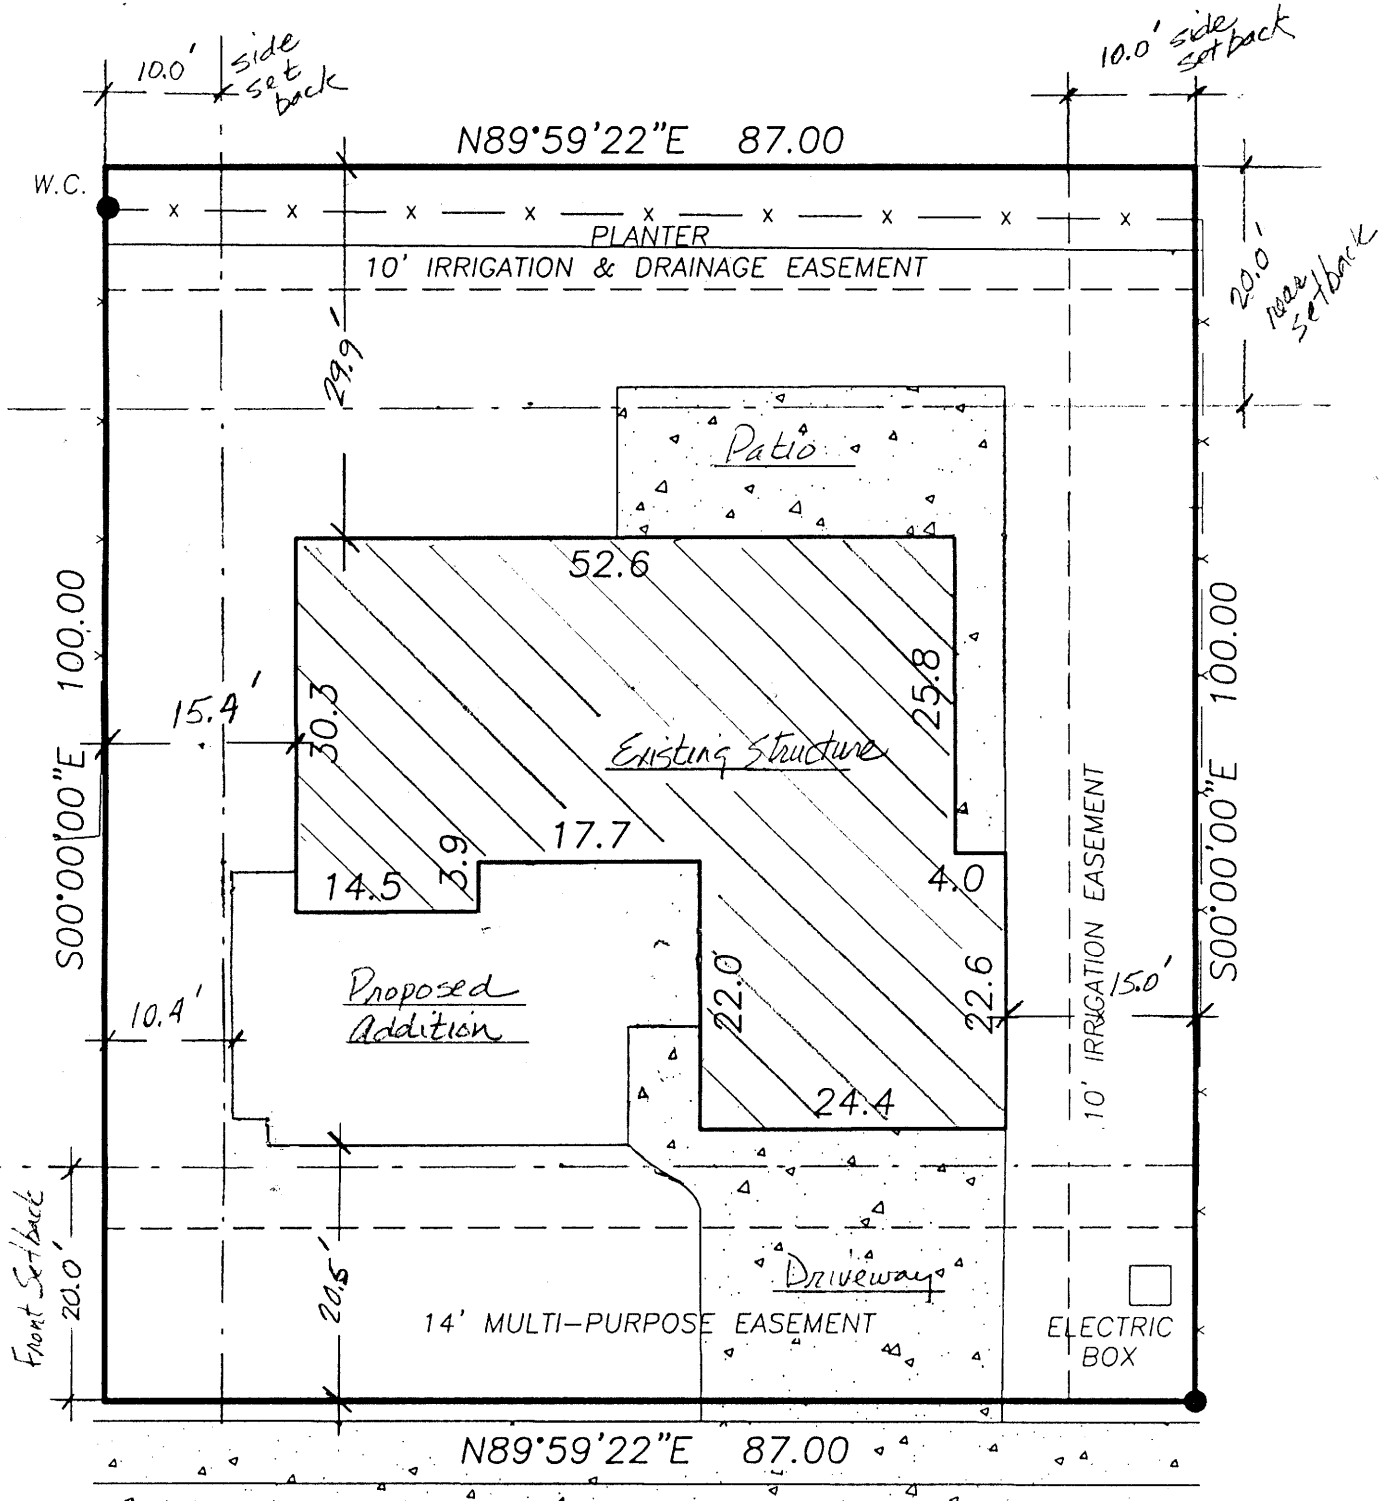 10.0' side
set
back
10.0' side
setback
N89°59'22"E 87.00
W.C.
x x x x x x x x x
PLANTER
10' IRRIGATION & DRAINAGE EASEMENT
20.0'
rear
setback
29.9'
Patio
52.6
S00°00'00"E 100.00
S00°00'00"E 100.00
25.8
15.4'
30.3
Existing Structure
17.7
3.9
14.5
4.0
10' IRRIGATION EASEMENT
Proposed
Addition
22.0
22.6
15.0'
10.4'
24.4
Front Setback
20.0'
20.5'
Driveway
14' MULTI-PURPOSE EASEMENT
ELECTRIC
BOX
N89°59'22"E 87.00